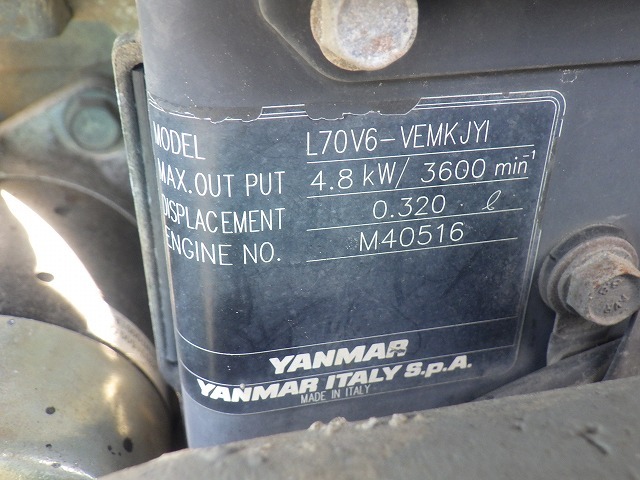 MODEL L70V6-VEMKJYI
MAX.OUT PUT 4.8 kW/ 3600 min⁻¹
DISPLACEMENT 0.320 ℓ
ENGINE NO. M40516
YANMAR
YANMAR ITALY S.p.A.
MADE IN ITALY